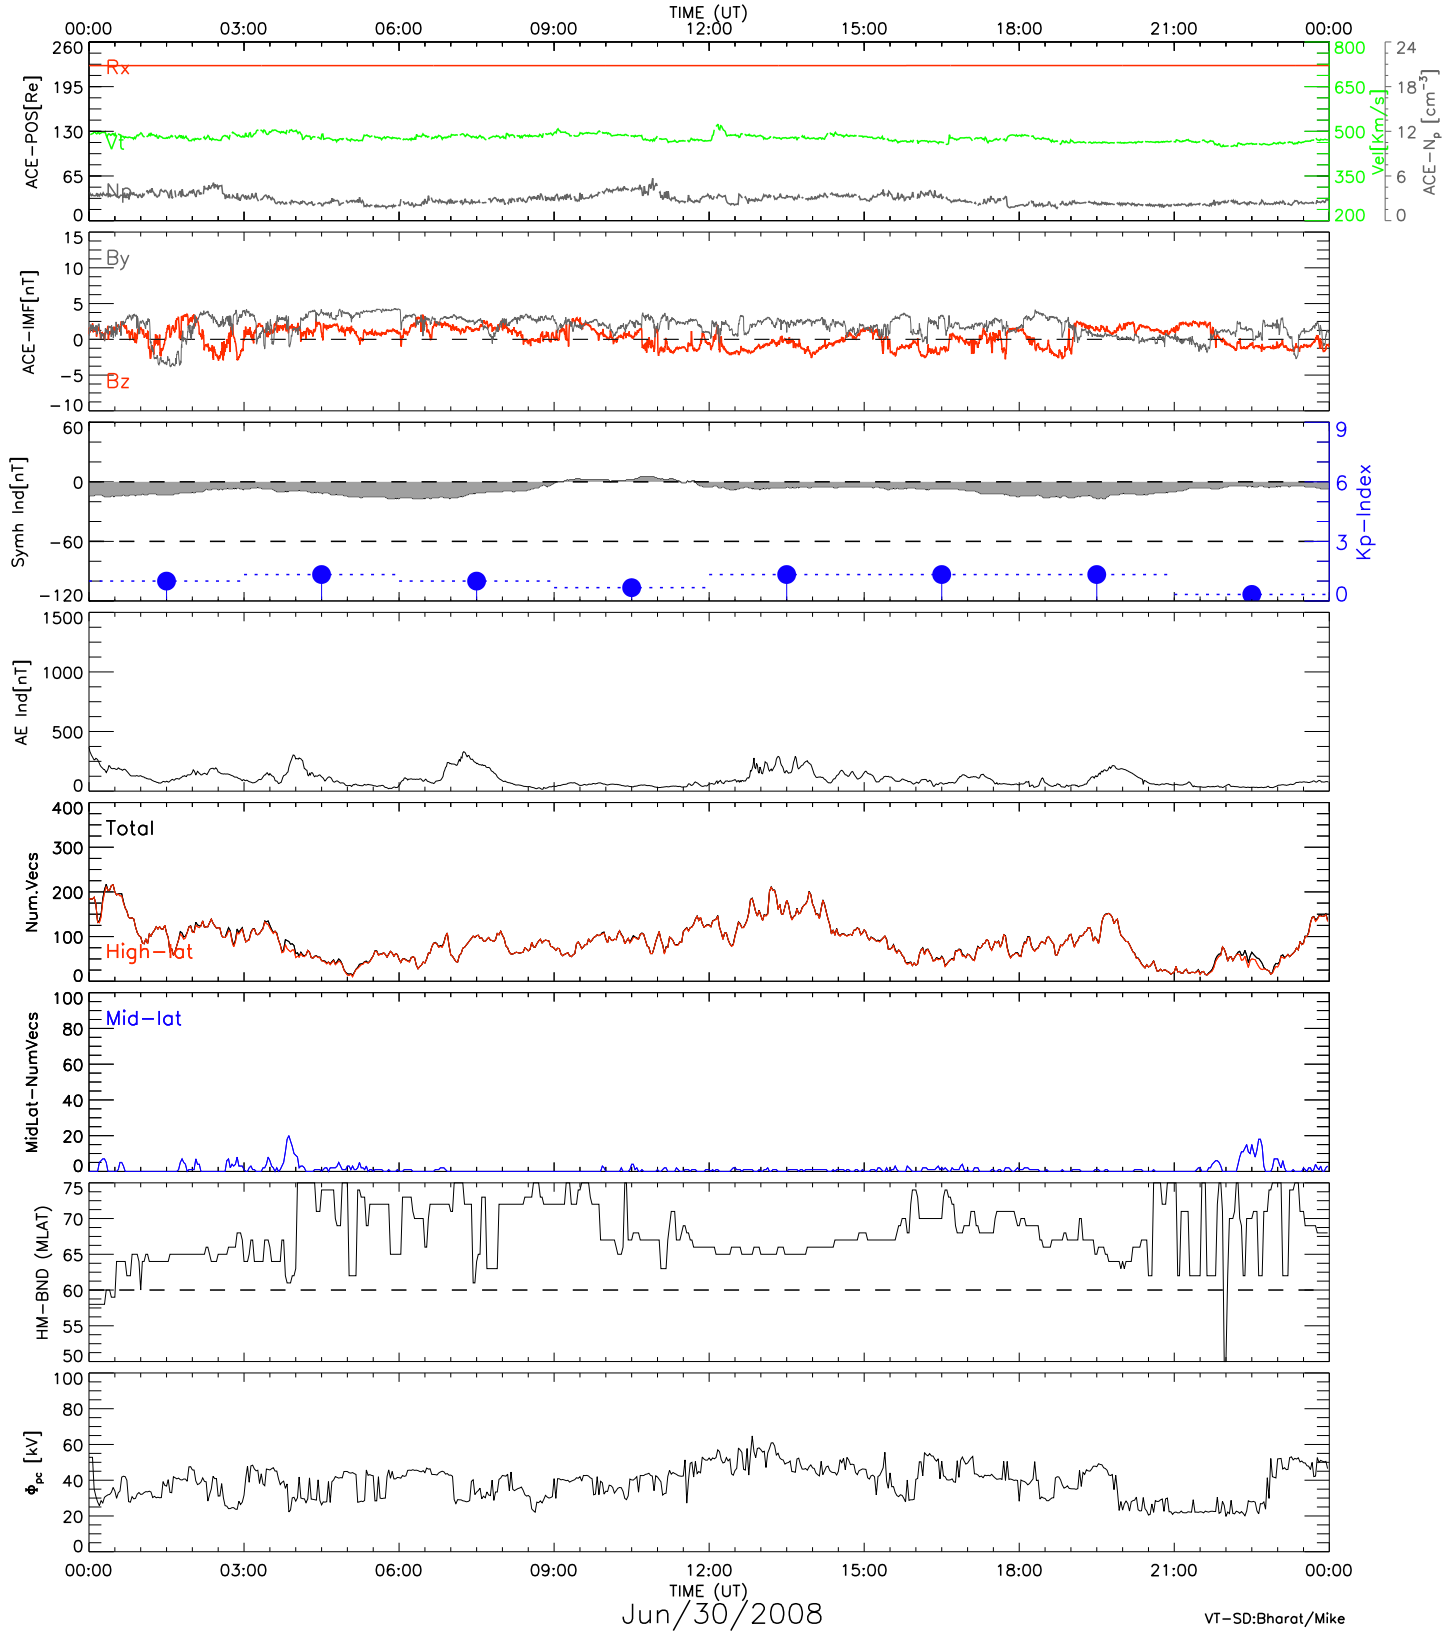 TIME (UT)
00:00 03:00 06:00 09:00 12:00 15:00 18:00 21:00 00:00
260 195 130 65 0
ACE-POS[Re]
Rx
Vt
Np
800 650 500 350 200
Vel[Km/s]
24 18 12 6 0
ACE-Np [cm-3]
15 10 5 0 -5 -10
ACE-IMF[nT]
By
Bz
60 0 -60 -120
Symh Ind[nT]
9 6 3 0
Kp-Index
1500 1000 500 0
AE Ind[nT]
400 300 200 100 0
Num.Vecs
Total
High-lat
100 80 60 40 20 0
MidLat-NumVecs
Mid-lat
75 70 65 60 55 50
HM-BND (MLAT)
100 80 60 40 20 0
Φpc [kV]
00:00 03:00 06:00 09:00 12:00 15:00 18:00 21:00 00:00
TIME (UT)
Jun/30/2008
VT-SD:Bharat/Mike